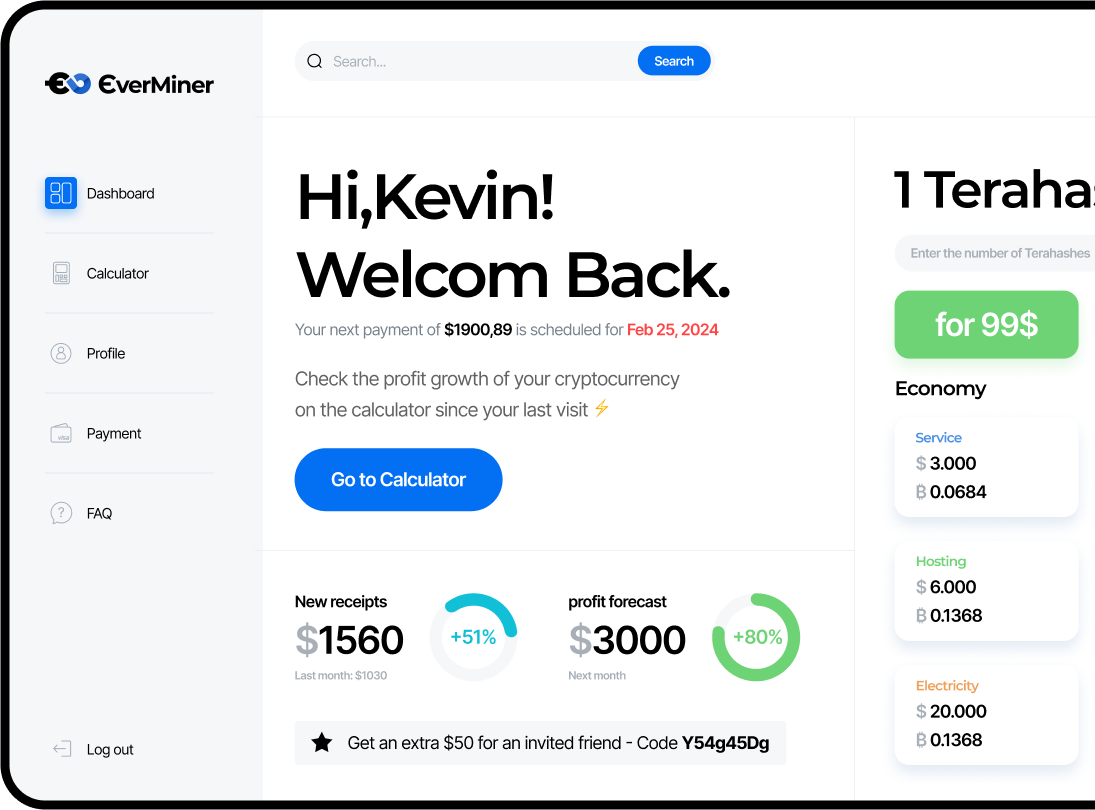 ЄverMiner
Dashboard
Calculator
Profile
Payment
FAQ
Log out
Search...
Search
Hi,Kevin!
Welcom Back.
Your next payment of $1900,89 is scheduled for Feb 25, 2024
Check the profit growth of your cryptocurrency
on the calculator since your last visit ⚡
Go to Calculator
New receipts
$1560
Last month: $1030
+51%
profit forecast
$3000
Next month
+80%
Get an extra $50 for an invited friend - Code Y54g45Dg
1
Enter the number of Terahashes
for 99$
Economy
Service
$ 3.000
฿ 0.0684
Hosting
$ 6.000
฿ 0.1368
Electricity
$ 20.000
฿ 0.1368